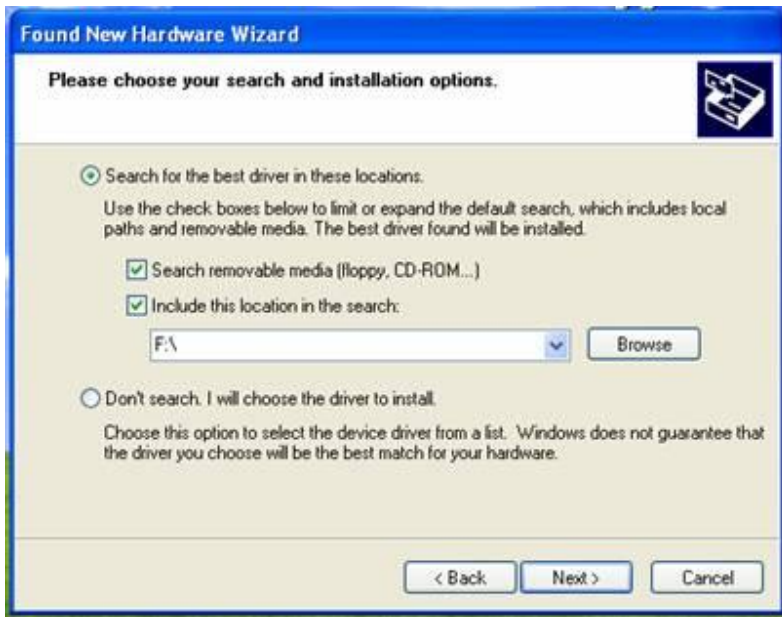 Found New Hardware Wizard
Please choose your search and installation options.
Search for the best driver in these locations.
Use the check boxes below to limit or expand the default search, which includes local
paths and removable media. The best driver found will be installed.
Search removable media (floppy, CD-ROM...)
Include this location in the search:
F:\
Browse
Don't search. I will choose the driver to install.
Choose this option to select the device driver from a list. Windows does not guarantee that
the driver you choose will be the best match for your hardware.
< Back
Next >
Cancel